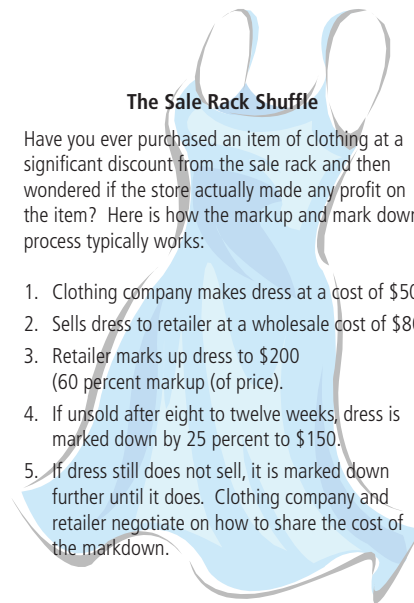 The Sale Rack Shuffle
Have you ever purchased an item of clothing at a
significant discount from the sale rack and then
wondered if the store actually made any profit on
the item? Here is how the markup and mark down
process typically works:
1. Clothing company makes dress at a cost of $50
2. Sells dress to retailer at a wholesale cost of $80
3. Retailer marks up dress to $200
(60 percent markup (of price).
4. If unsold after eight to twelve weeks, dress is
marked down by 25 percent to $150.
5. If dress still does not sell, it is marked down
further until it does. Clothing company and
retailer negotiate on how to share the cost of
the markdown.